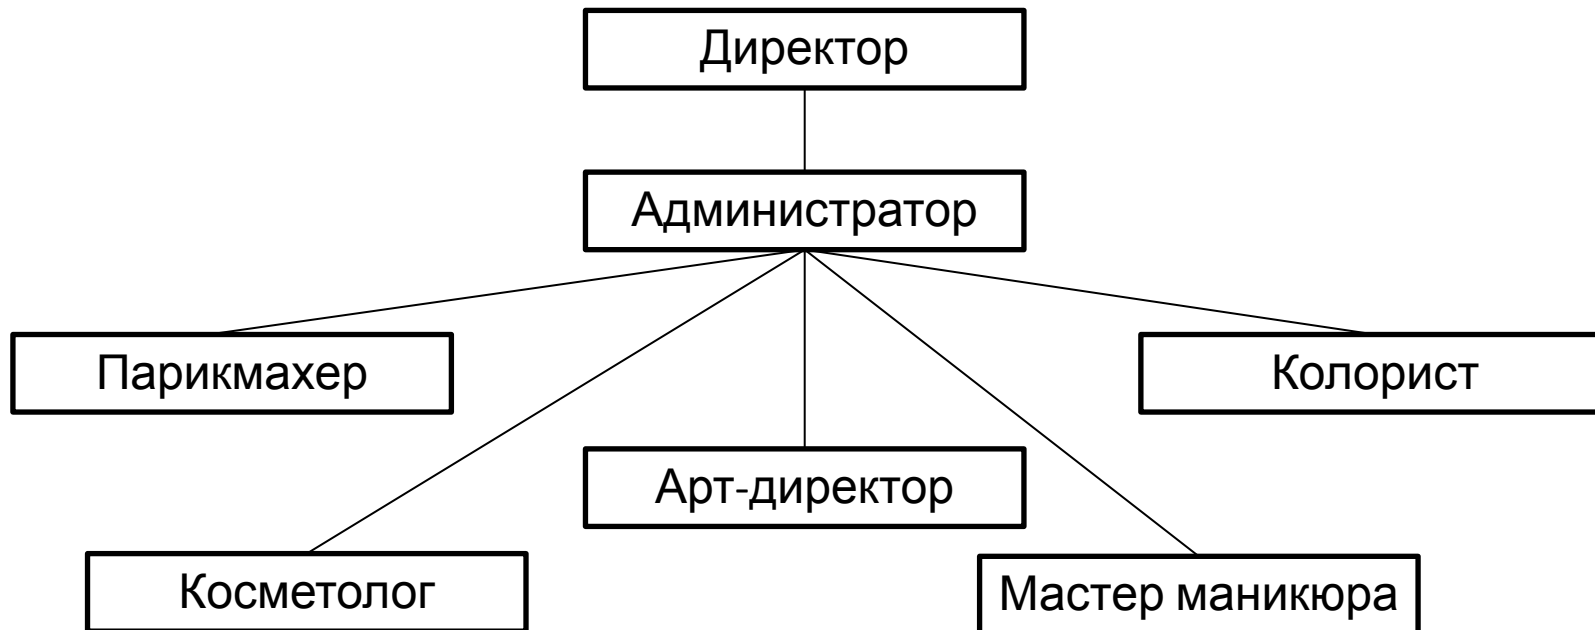 Директор
Администратор
Парикмахер
Колорист
Арт-директор
Косметолог
Мастер маникюра